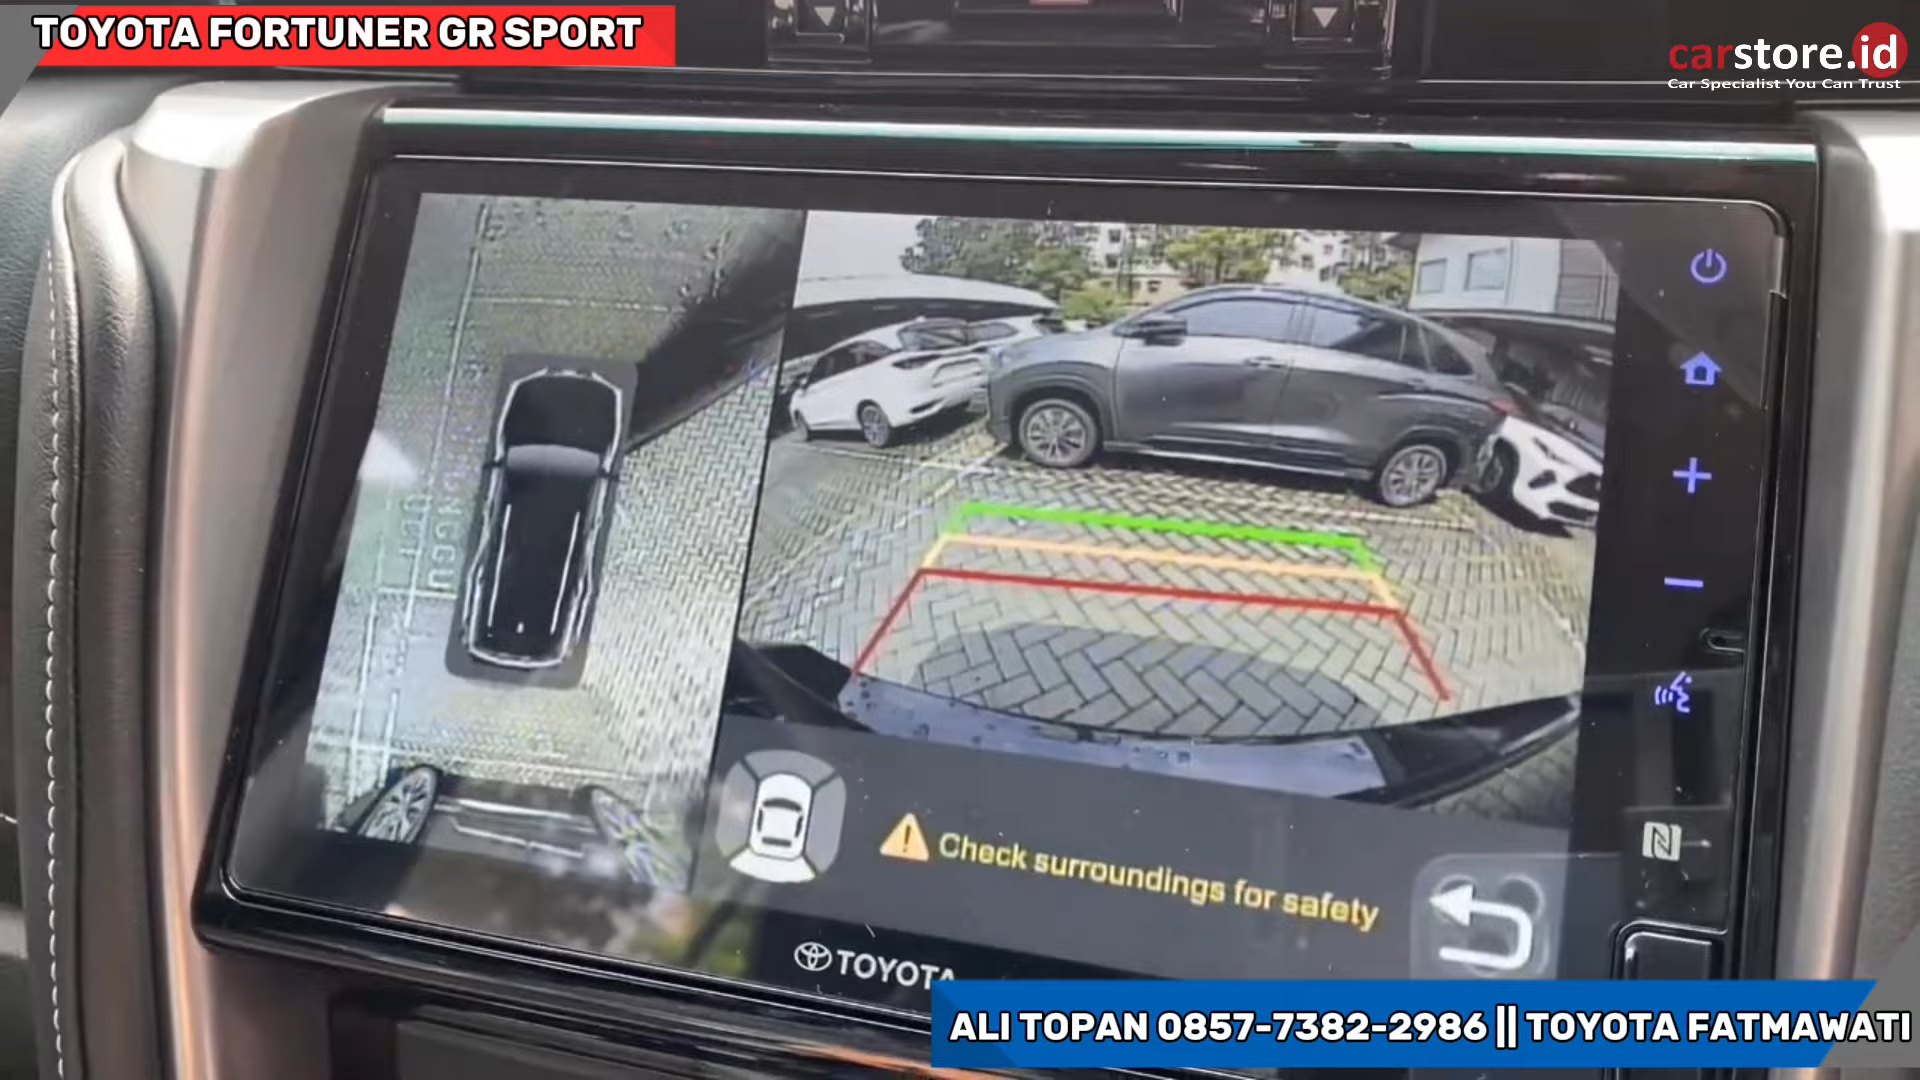 TOYOTA FORTUNER GR SPORT
carstore.id
Car Specialist You Can Trust
Check surroundings for safety
TOYOTA
ALI TOPAN 0857-7382-2986 || TOYOTA FATMAWATI